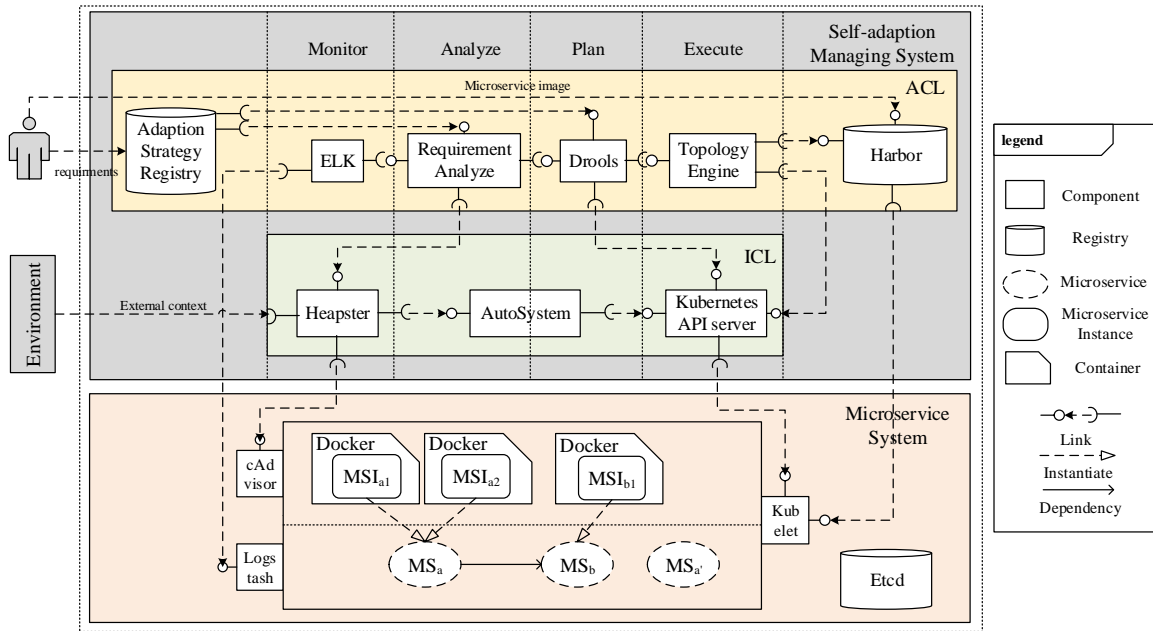 Monitor
Analyze
Plan
Execute
Self-adaption
Managing System
Microservice image
ACL
Adaption
Strategy
Registry
ELK
Requirement
Analyze
Drools
Topology
Engine
Harbor
requirments
ICL
Environment
External context
Heapster
AutoSystem
Kubernetes
API server
Microservice
System
cAd
visor
Docker
MSIa1
Docker
MSIa2
Docker
MSIb1
Kub
elet
Logs
tash
MSa
MSb
MSa'
Etcd
legend
Component
Registry
Microservice
Microservice
Instance
Container
Link
Instantiate
Dependency